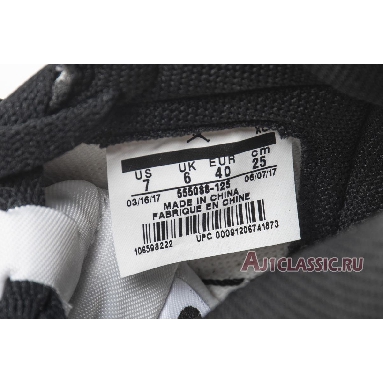 US UK EUR cm
7 6 40 25
03/16/17 555088-125 06/07/17
MADE IN CHINA
FABRIQUE EN CHINE
106598222 UPC 00091206741873
AJ1CLASSIC.RU